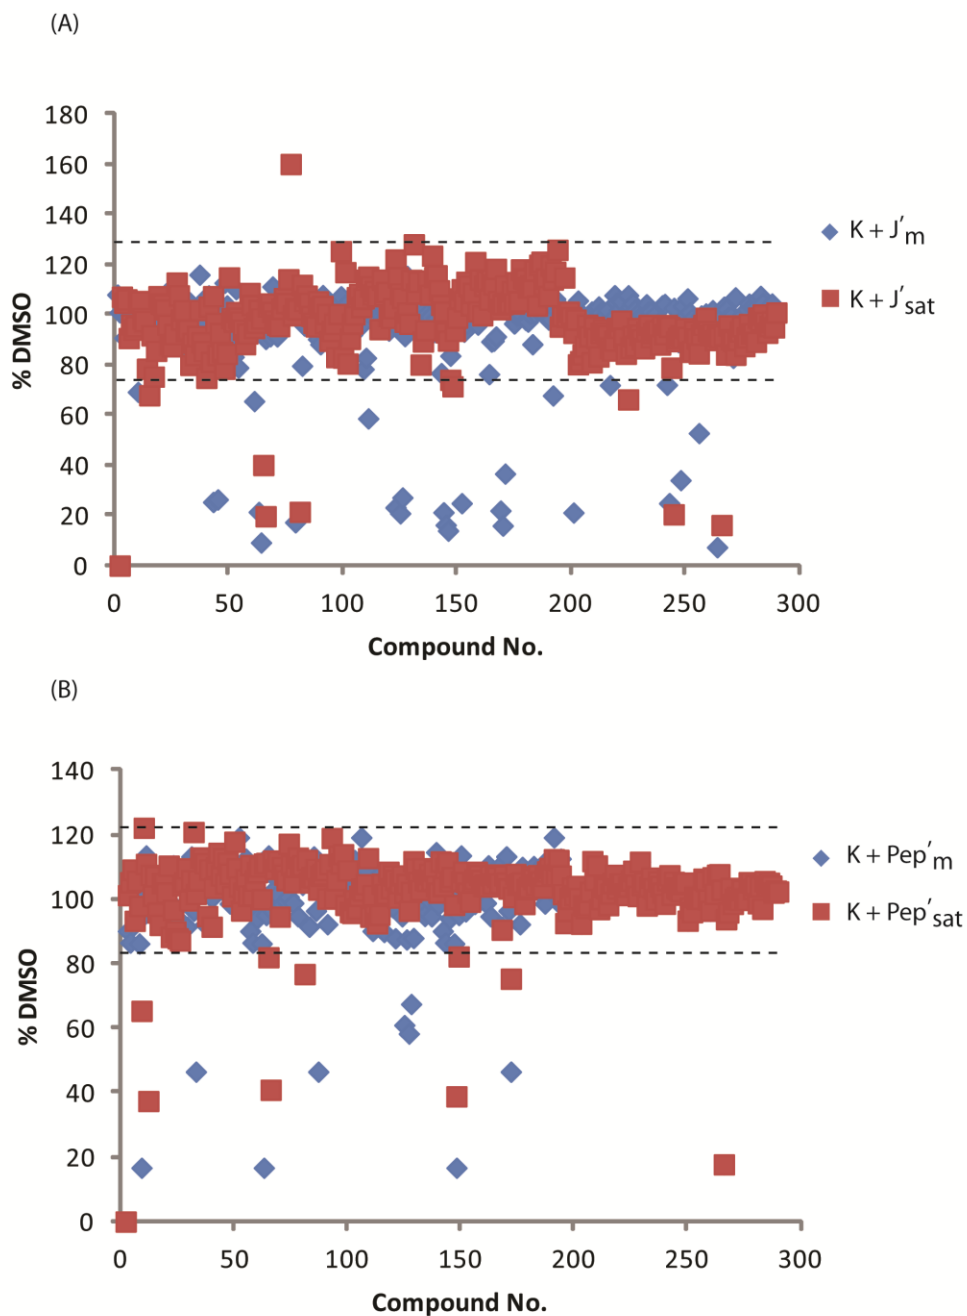 (A)
180
160
140
120
100
80
60
40
20
0
% DMSO
0 50 100 150 200 250 300
Compound No.
K + J′m
K + J′sat
(B)
140
120
100
80
60
40
20
0
% DMSO
0 50 100 150 200 250 300
Compound No.
K + Pep′m
K + Pep′sat